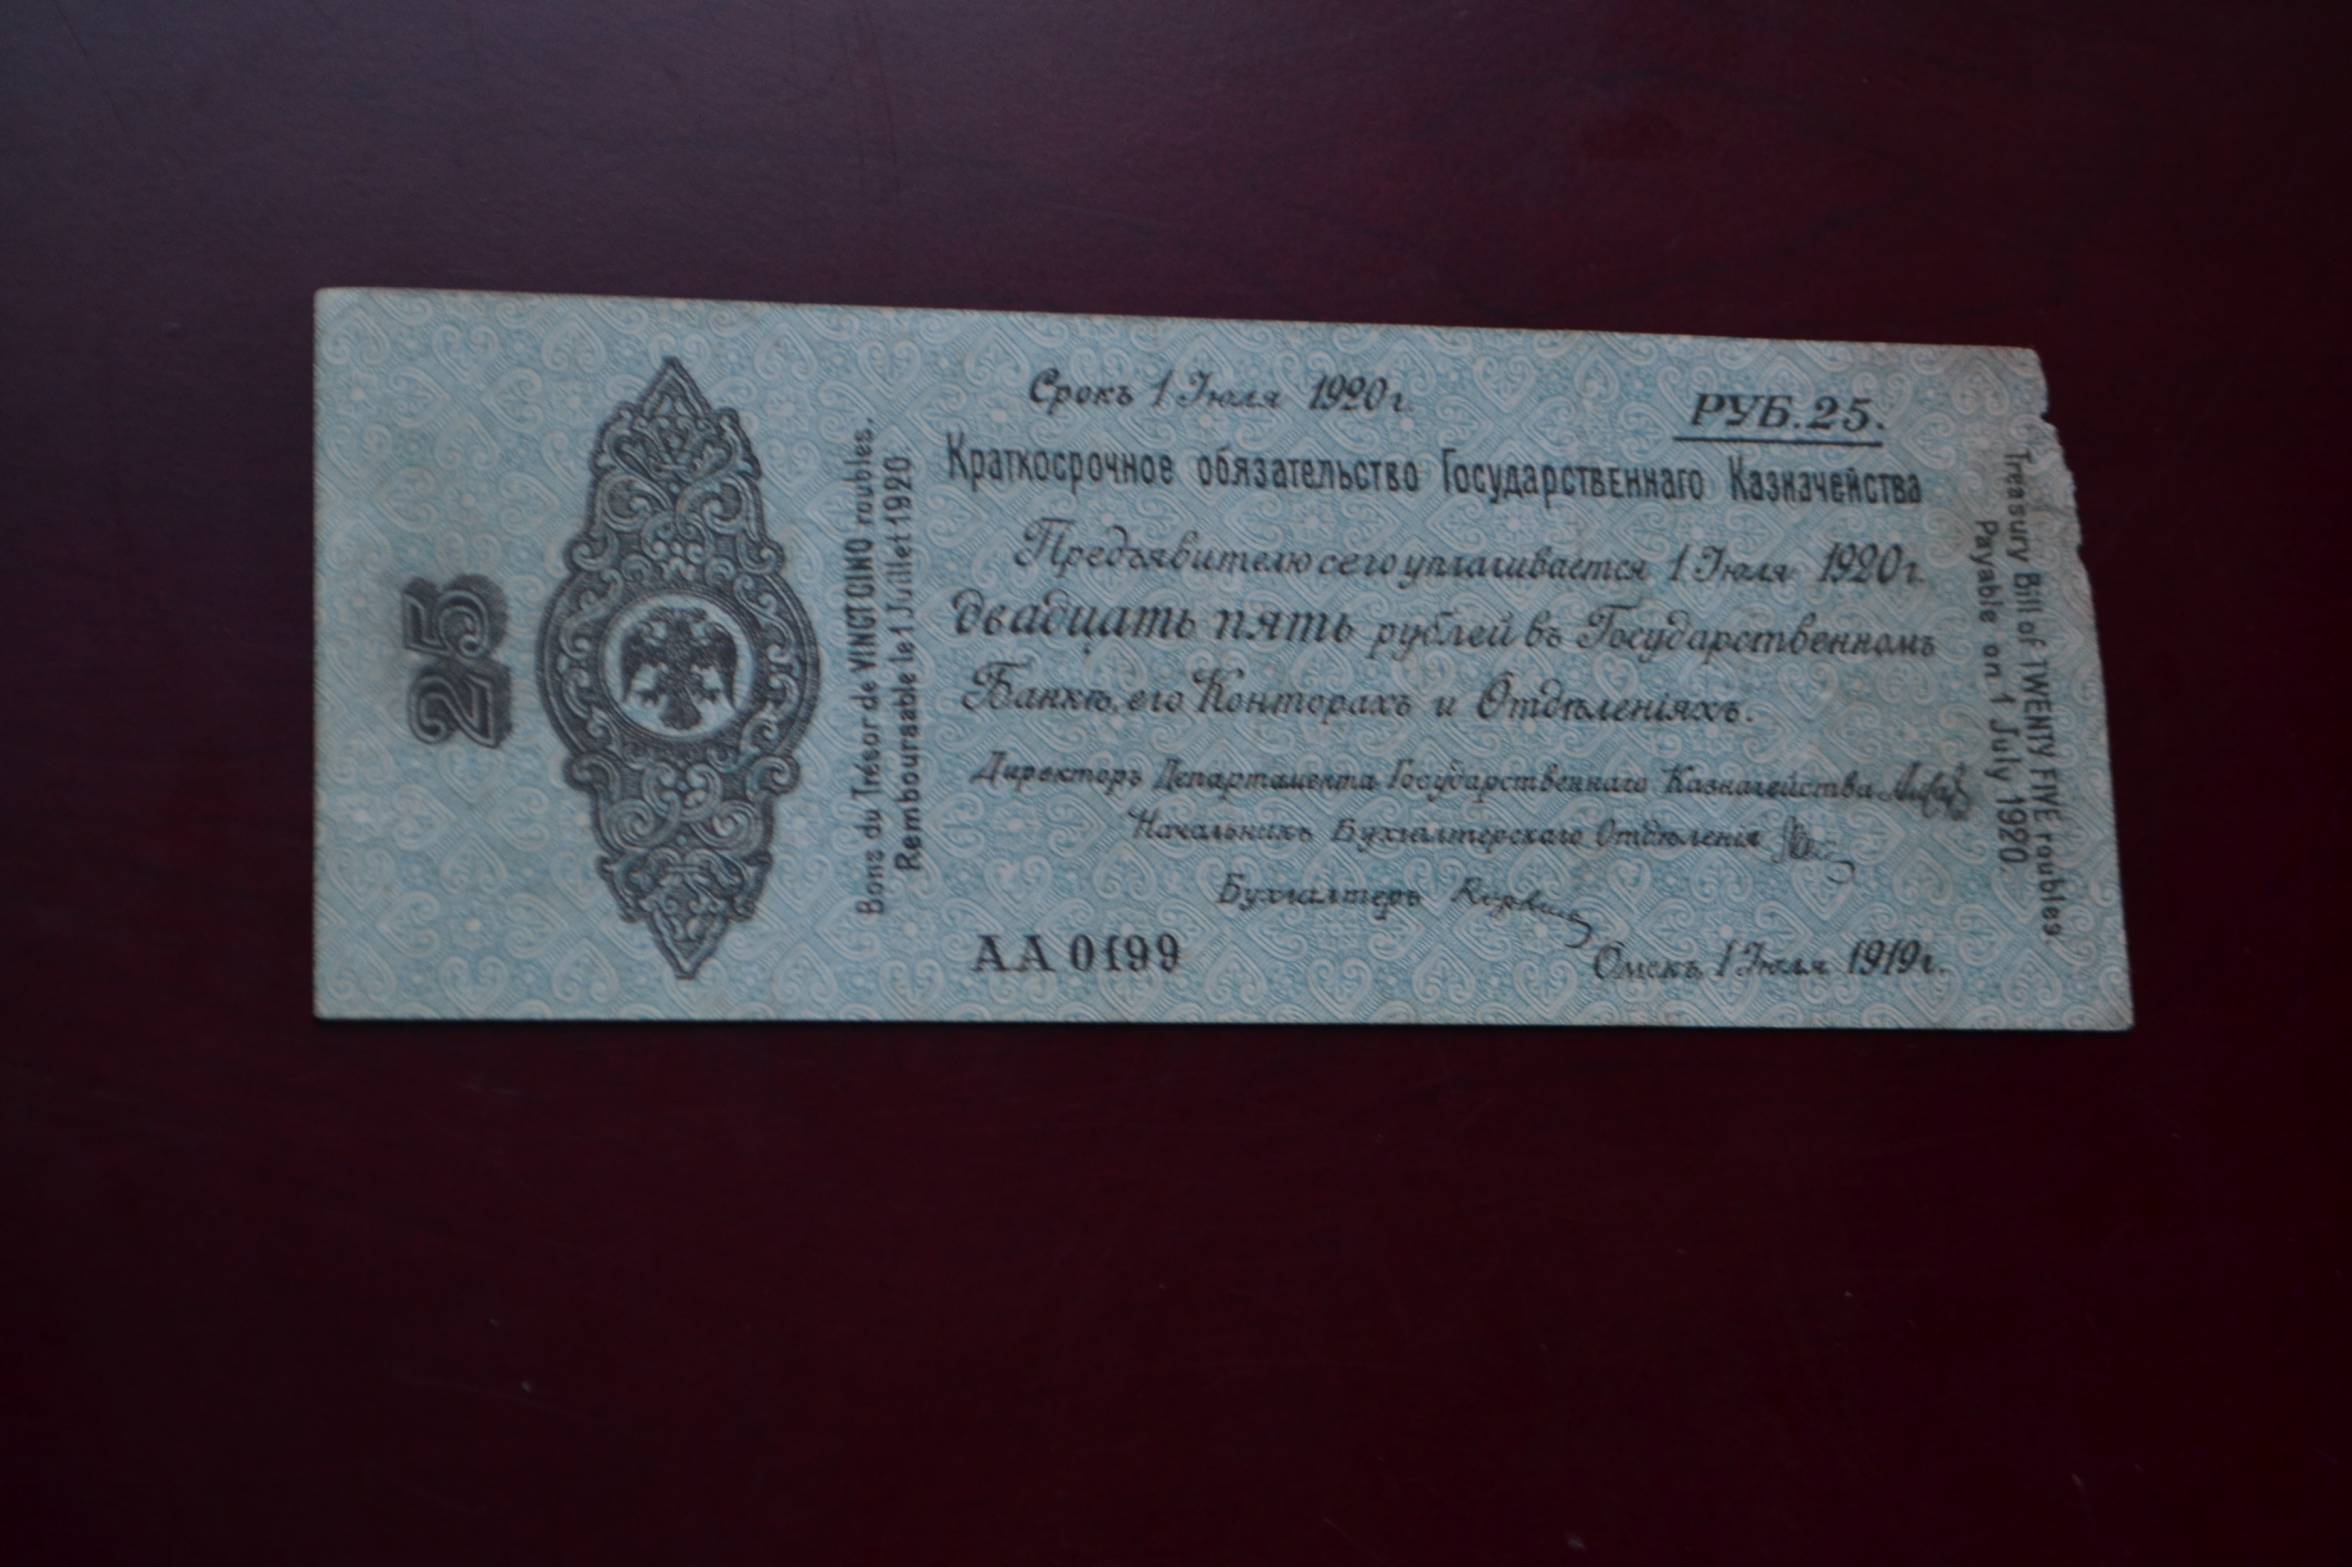 25
Bons du Trésor de VINGT CINQ roubles.
Remboursable le 1 Juillet 1920
Срокъ 1 Июля 1920 г.
РУБ. 25.
Краткосрочное обязательство Государственнаго Казначейства
Предъявителю сего уплачивается 1 Июля 1920 г.
двадцать пять рублей въ Государственномъ
Банкѣ, его Конторахъ и Отдѣленіяхъ.
Директоръ Департамента Государственнаго Казначейства
Начальникъ Бухгалтерскаго Отдѣленія
Бухгалтеръ
АА 0199
Омскъ, 1 Июля 1919 г.
Treasury Bill of TWENTY FIVE roubles.
Payable on 1 July 1920.